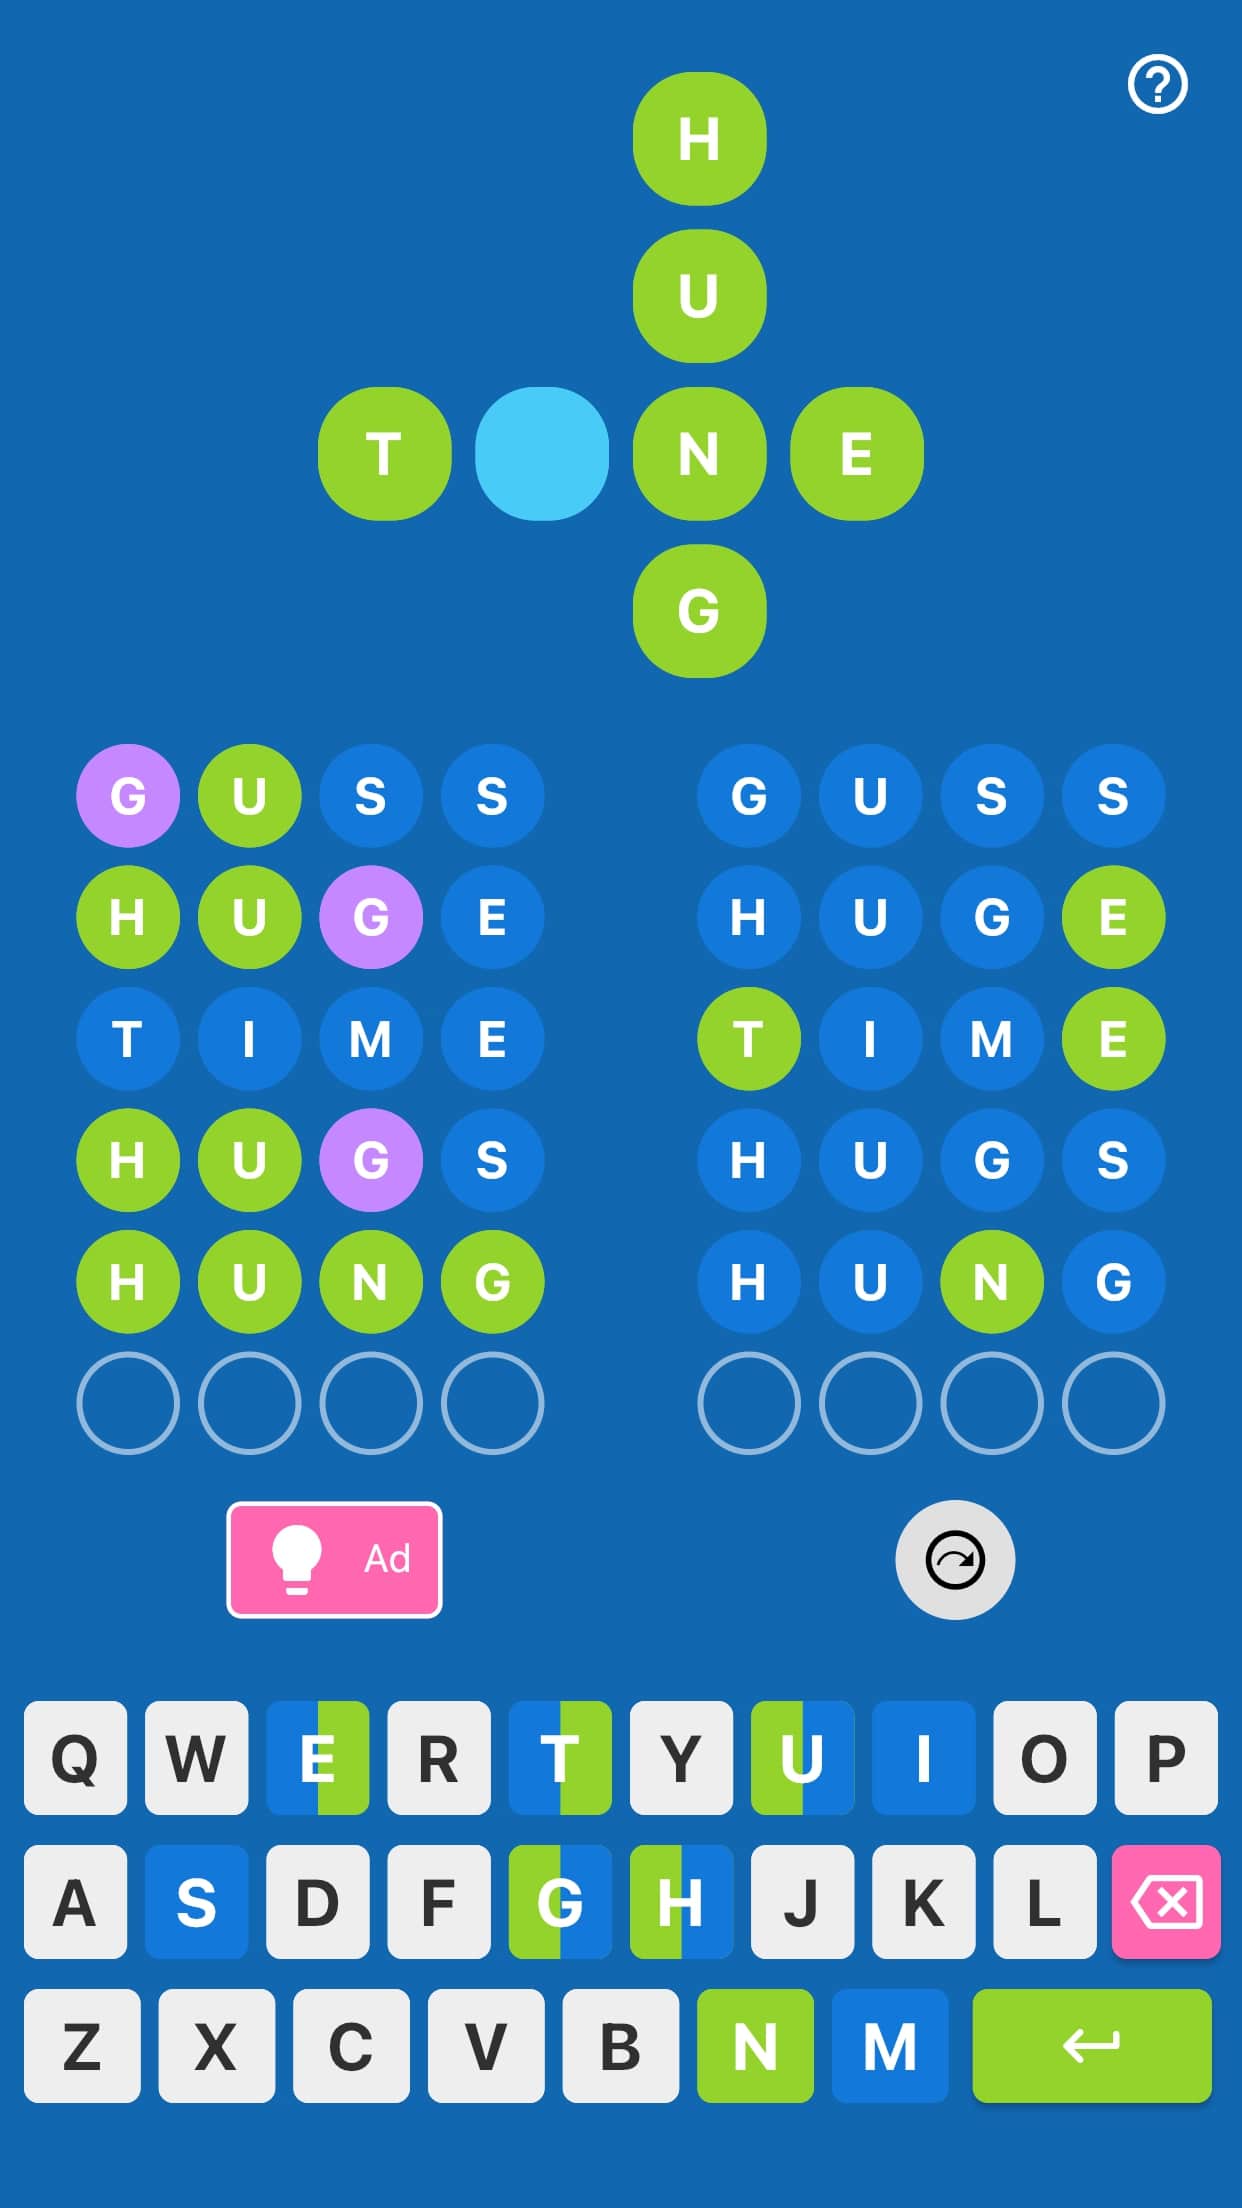 ?
H
U
T N E
G
G U S S G U S S
H U G E H U G E
T I M E T I M E
H U G S H U G S
H U N G H U N G
Ad
Q W E R T Y U I O P
A S D F G H J K L
Z X C V B N M